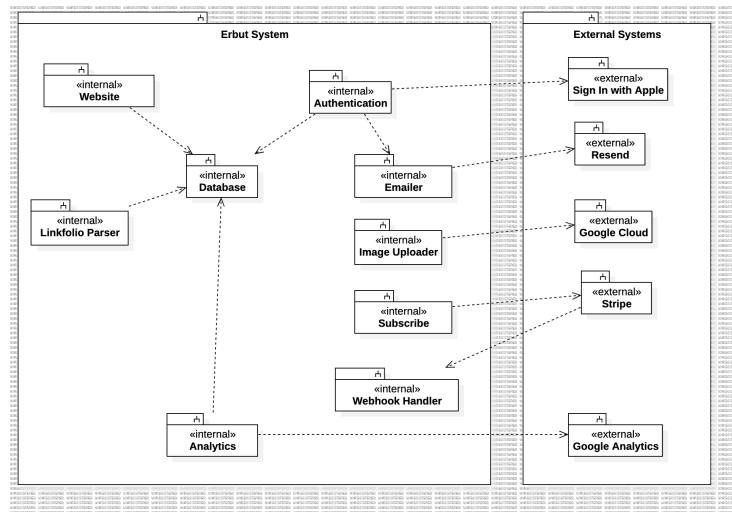 Erbut System
External Systems
«internal»
Website
«internal»
Authentication
«external»
Sign In with Apple
«internal»
Database
«internal»
Emailer
«external»
Resend
«internal»
Linkfolio Parser
«internal»
Image Uploader
«external»
Google Cloud
«internal»
Subscribe
«external»
Stripe
«internal»
Webhook Handler
«internal»
Analytics
«external»
Google Analytics